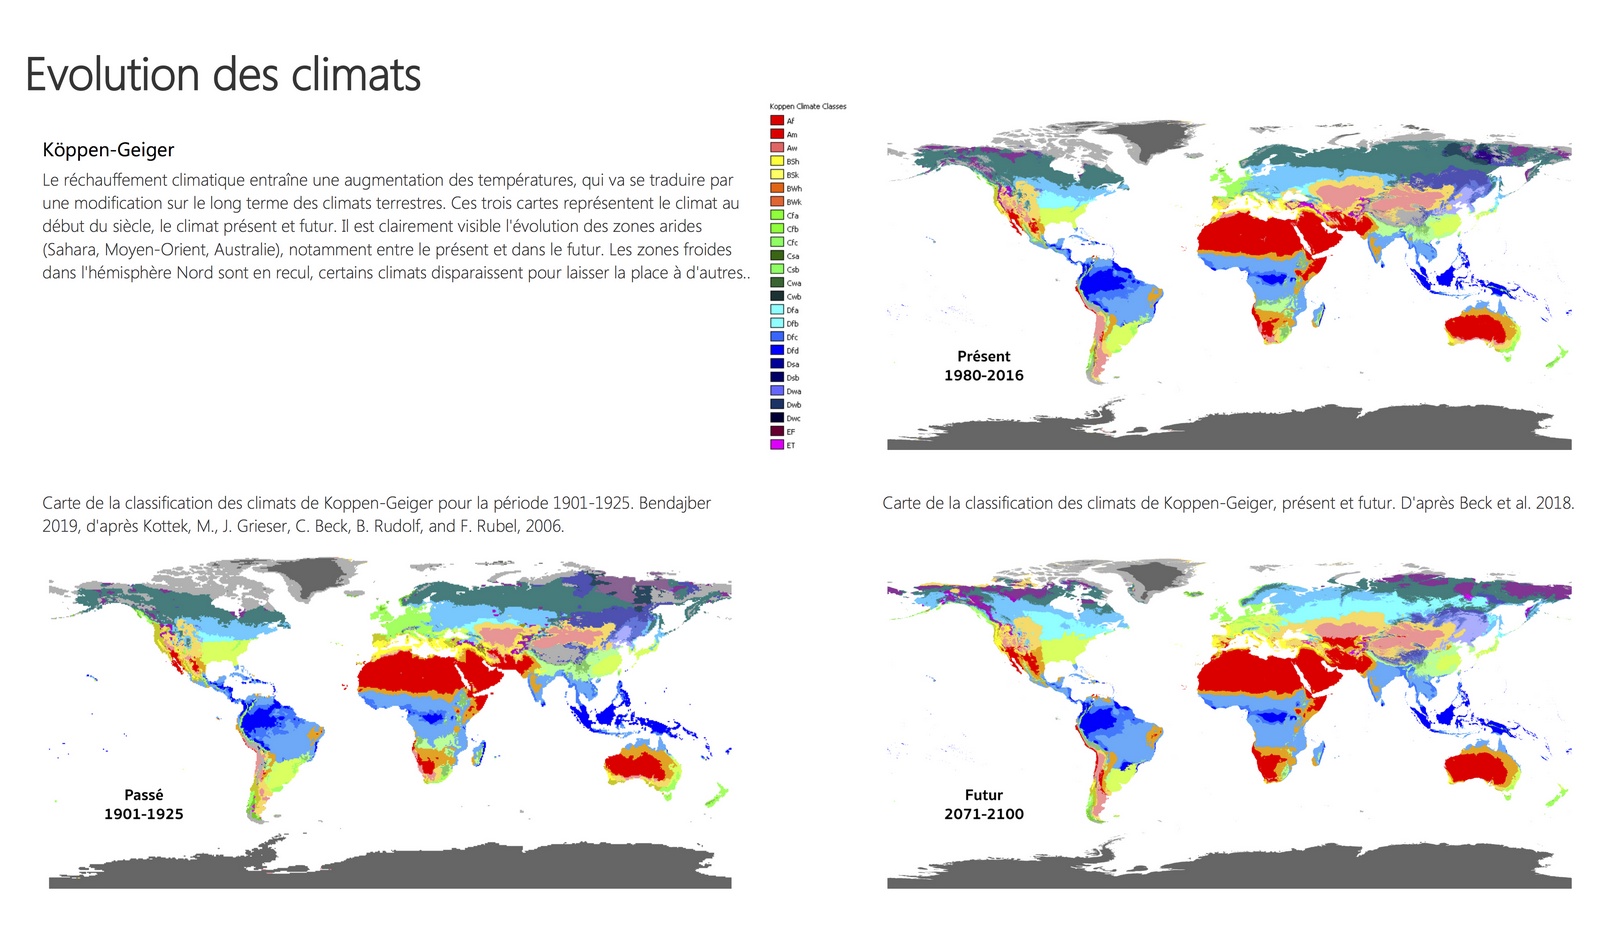 Evolution des climats
Köppen-Geiger
Le réchauffement climatique entraîne une augmentation des températures, qui va se traduire par
une modification sur le long terme des climats terrestres. Ces trois cartes représentent le climat au
début du siècle, le climat présent et futur. Il est clairement visible l'évolution des zones arides
(Sahara, Moyen-Orient, Australie), notamment entre le présent et dans le futur. Les zones froides
dans l'hémisphère Nord sont en recul, certains climats disparaissent pour laisser la place à d'autres..
Koppen Climate Classes
Af
Am
Aw
BSh
BSk
BWh
BWk
Cfa
Cfb
Cfc
Csa
Csb
Cwa
Cwb
Dfa
Dfb
Dfc
Dfd
Dsa
Dsb
Dwa
Dwb
Dwc
EF
ET
Présent
1980-2016
Carte de la classification des climats de Koppen-Geiger pour la période 1901-1925. Bendajber
2019, d'après Kottek, M., J. Grieser, C. Beck, B. Rudolf, and F. Rubel, 2006.
Carte de la classification des climats de Koppen-Geiger, présent et futur. D'après Beck et al. 2018.
Passé
1901-1925
Futur
2071-2100